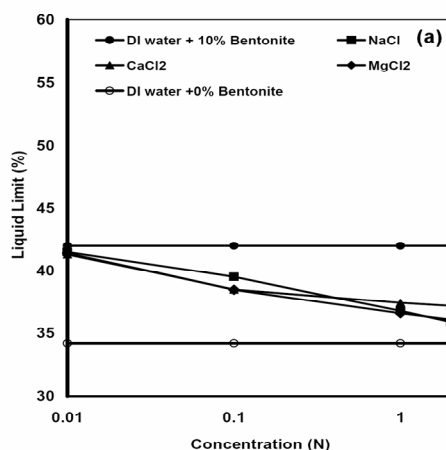 60
(a)
DI water + 10% Bentonite
NaCl
CaCl2
MgCl2
DI water +0% Bentonite
55
50
45
40
35
30
Liquid Limit (%)
0.01
0.1
1
Concentration (N)